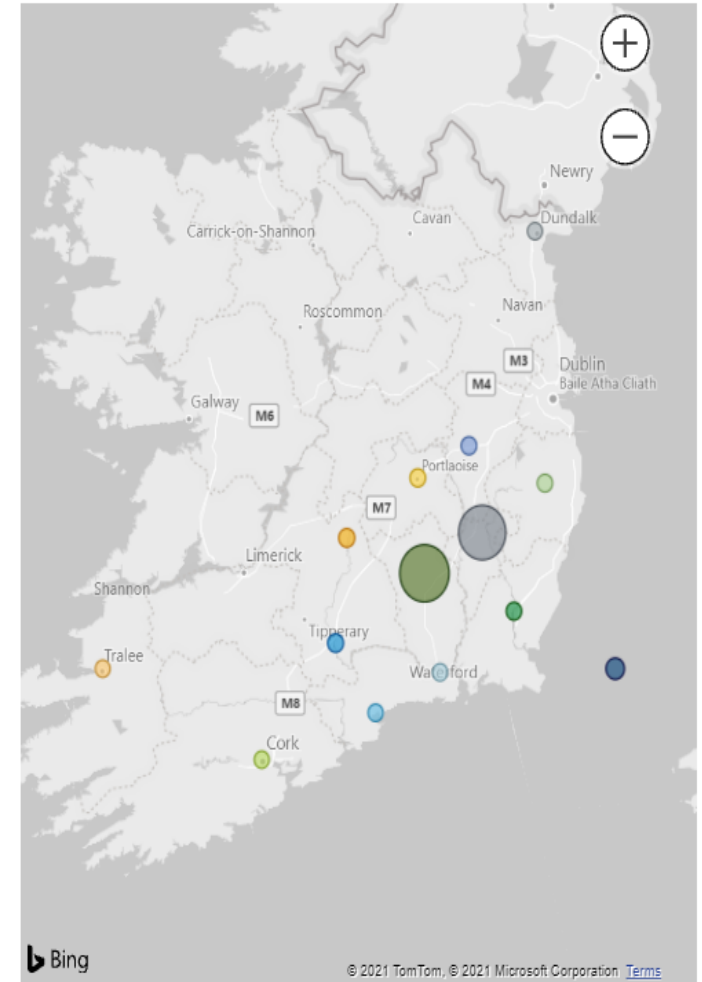 +
−
Newry
Dundalk
Cavan
Carrick-on-Shannon
Navan
Roscommon
M3
Dublin
Baile Atha Cliath
M4
Galway
M6
Portlaoise
M7
Limerick
Shannon
Tipperary
Tralee
Waterford
M8
Cork
Bing
© 2021 TomTom, © 2021 Microsoft Corporation Terms